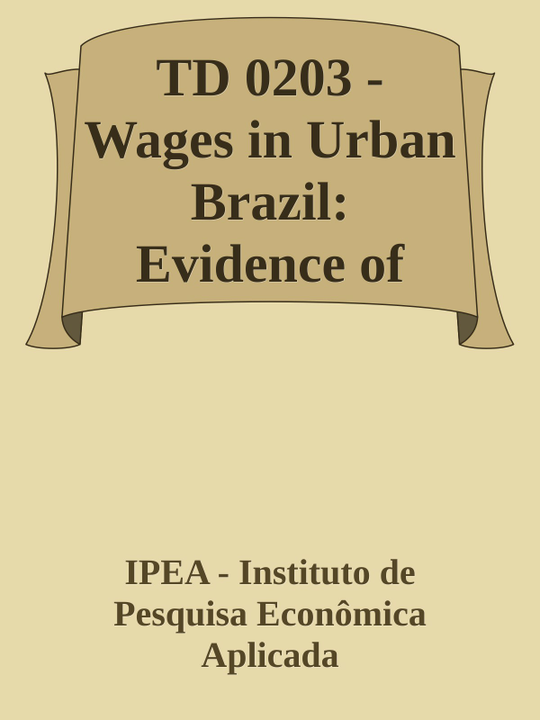 TD 0203 -
Wages in Urban
Brazil:
Evidence of
IPEA - Instituto de
Pesquisa Econômica
Aplicada